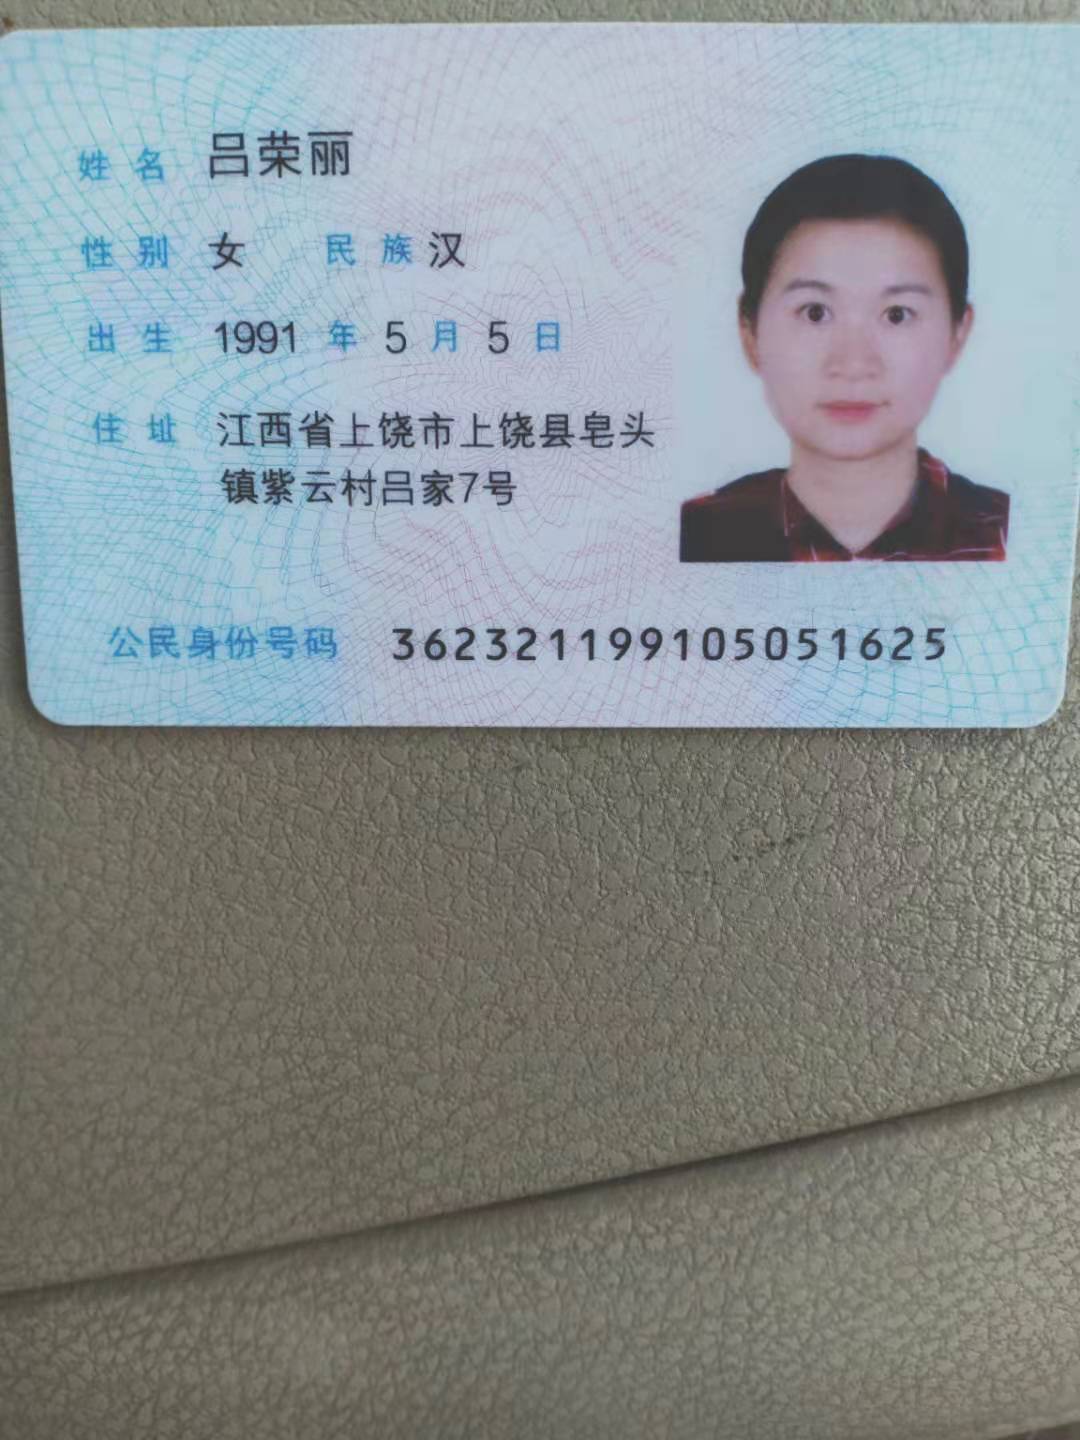 姓名 吕荣丽
性别 女 民族 汉
出生 1991 年 5 月 5 日
住址 江西省上饶市上饶县皂头
镇紫云村吕家7号
公民身份号码 362321199105051625